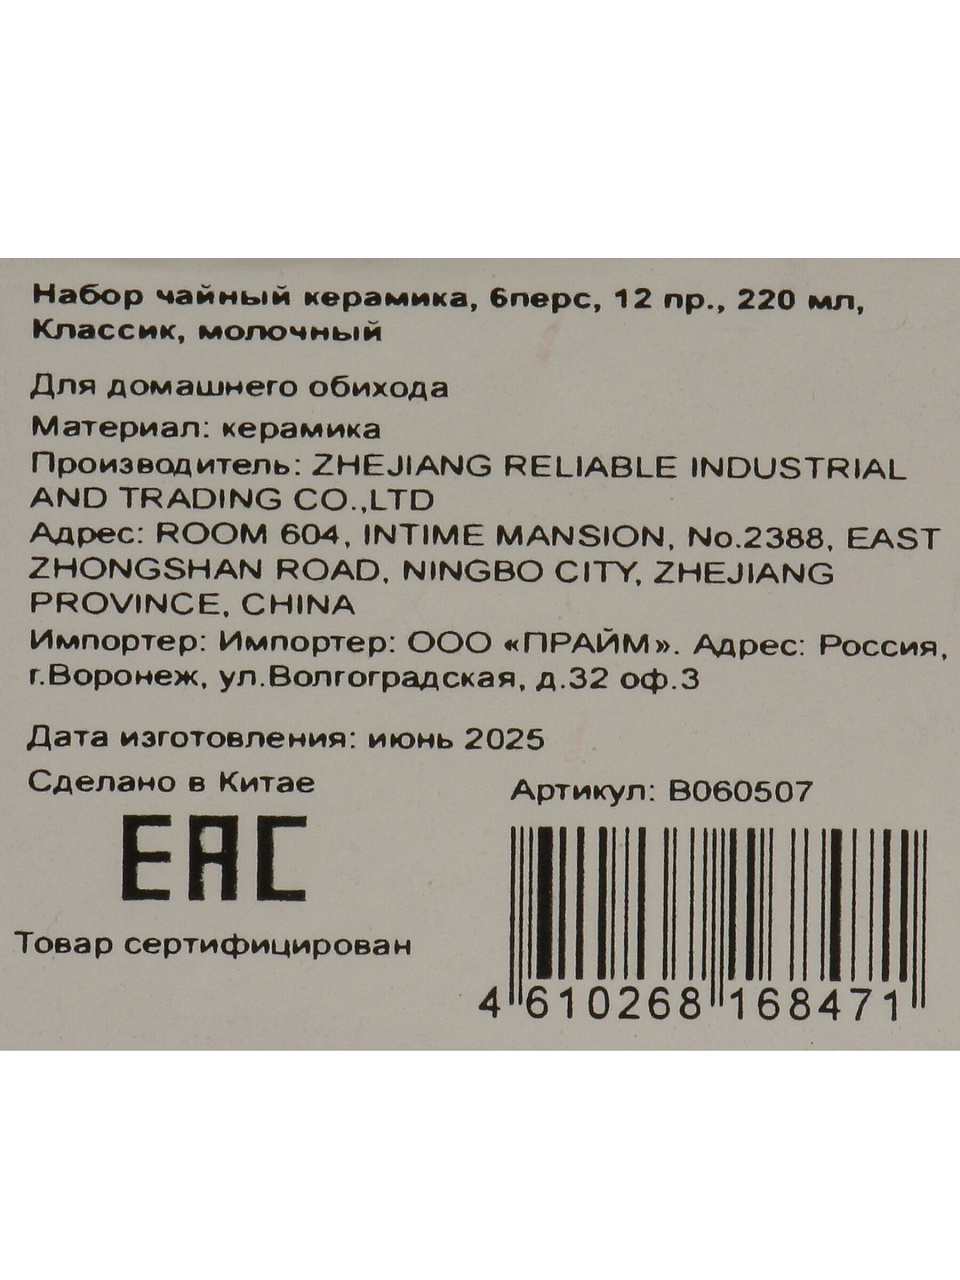 Набор чайный керамика, 6перс, 12 пр., 220 мл,
Классик, молочный
Для домашнего обихода
Материал: керамика
Производитель: ZHEJIANG RELIABLE INDUSTRIAL
AND TRADING CO.,LTD
Адрес: ROOM 604, INTIME MANSION, No.2388, EAST
ZHONGSHAN ROAD, NINGBO CITY, ZHEJIANG
PROVINCE, CHINA
Импортер: Импортер: ООО «ПРАЙМ». Адрес: Россия,
г.Воронеж, ул.Волгоградская, д.32 оф.3
Дата изготовления: июнь 2025
Сделано в Китае
Артикул: B060507
EAC
Товар сертифицирован
4 610268 168471